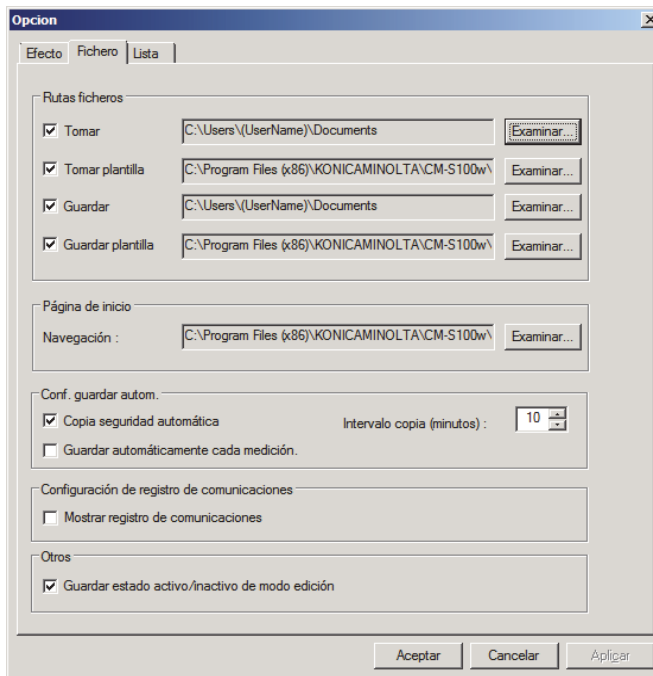 Opcion
Efecto Fichero Lista
Rutas ficheros
Tomar C:\Users\(UserName)\Documents Examinar...
Tomar plantilla C:\Program Files (x86)\KONICAMINOLTA\CM-S100w\ Examinar...
Guardar C:\Users\(UserName)\Documents Examinar...
Guardar plantilla C:\Program Files (x86)\KONICAMINOLTA\CM-S100w\ Examinar...
Página de inicio
Navegación : C:\Program Files (x86)\KONICAMINOLTA\CM-S100w\ Examinar...
Conf. guardar autom.
Copia seguridad automática Intervalo copia (minutos) : 10
Guardar automáticamente cada medición.
Configuración de registro de comunicaciones
Mostrar registro de comunicaciones
Otros
Guardar estado activo/inactivo de modo edición
Aceptar Cancelar Aplicar